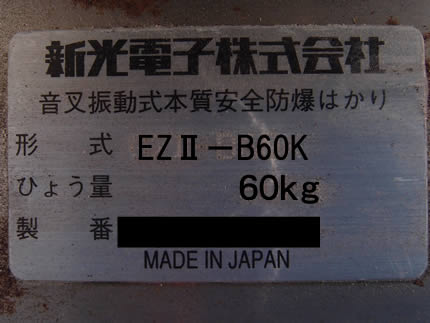 新光電子株式会社
音叉振動式本質安全防爆はかり
形 式 EZⅡ－B60K
ひょう量 60kg
製 番
MADE IN JAPAN